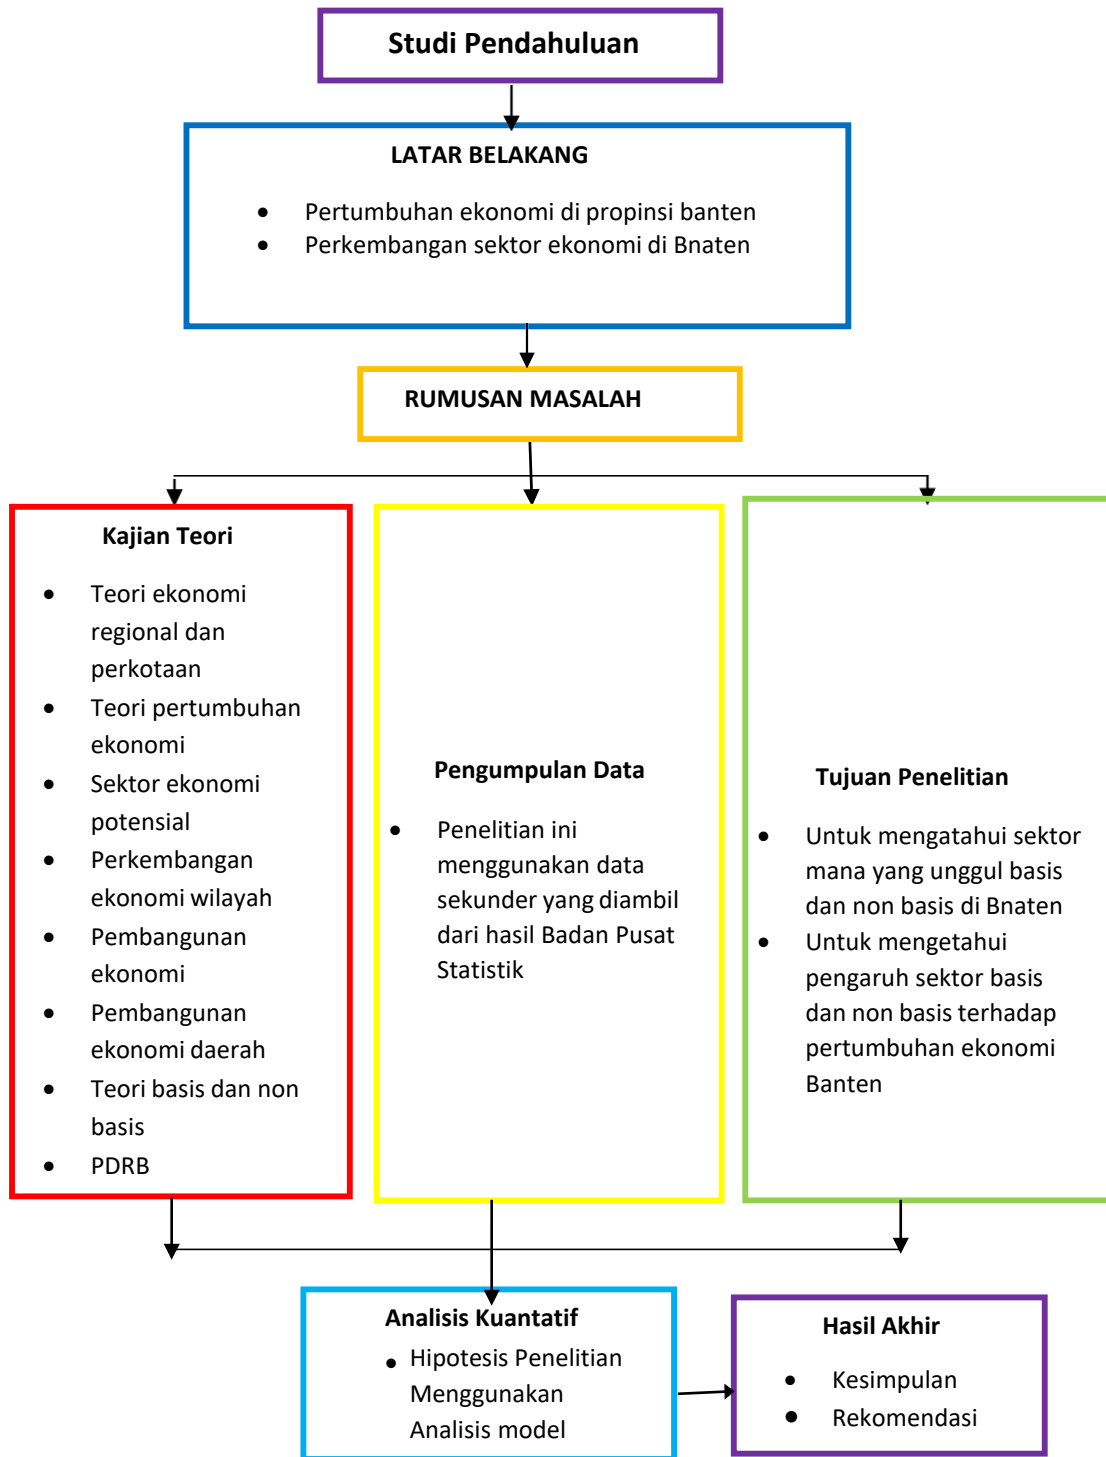 Studi Pendahuluan
LATAR BELAKANG
• Pertumbuhan ekonomi di propinsi banten
• Perkembangan sektor ekonomi di Bnaten
RUMUSAN MASALAH
Kajian Teori
• Teori ekonomi
regional dan
perkotaan
• Teori pertumbuhan
ekonomi
• Sektor ekonomi
potensial
• Perkembangan
ekonomi wilayah
• Pembangunan
ekonomi
• Pembangunan
ekonomi daerah
• Teori basis dan non
basis
• PDRB
Pengumpulan Data
• Penelitian ini
menggunakan data
sekunder yang diambil
dari hasil Badan Pusat
Statistik
Tujuan Penelitian
• Untuk mengatahui sektor
mana yang unggul basis
dan non basis di Bnaten
• Untuk mengetahui
pengaruh sektor basis
dan non basis terhadap
pertumbuhan ekonomi
Banten
Analisis Kuantatif
• Hipotesis Penelitian
Menggunakan
Analisis model
Hasil Akhir
• Kesimpulan
• Rekomendasi